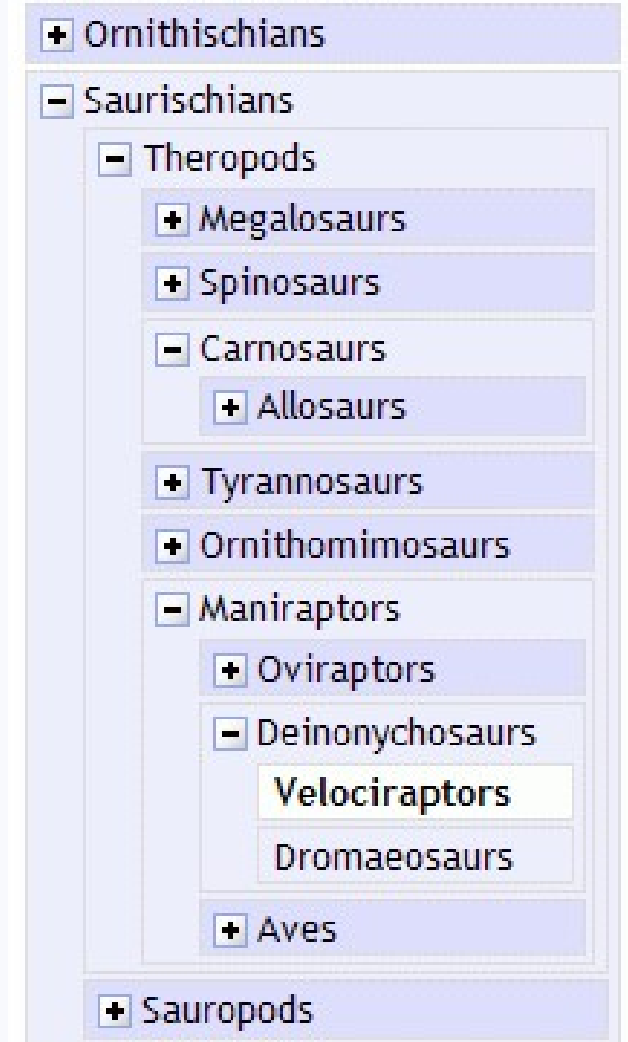 Ornithischians
Saurischians
Theropods
Megalosaurs
Spinosaurs
Carnosaurs
Allosaurs
Tyrannosaurs
Ornithomimosaurs
Maniraptors
Oviraptors
Deinonychosaurs
Velociraptors
Dromaeosaurs
Aves
Sauropods